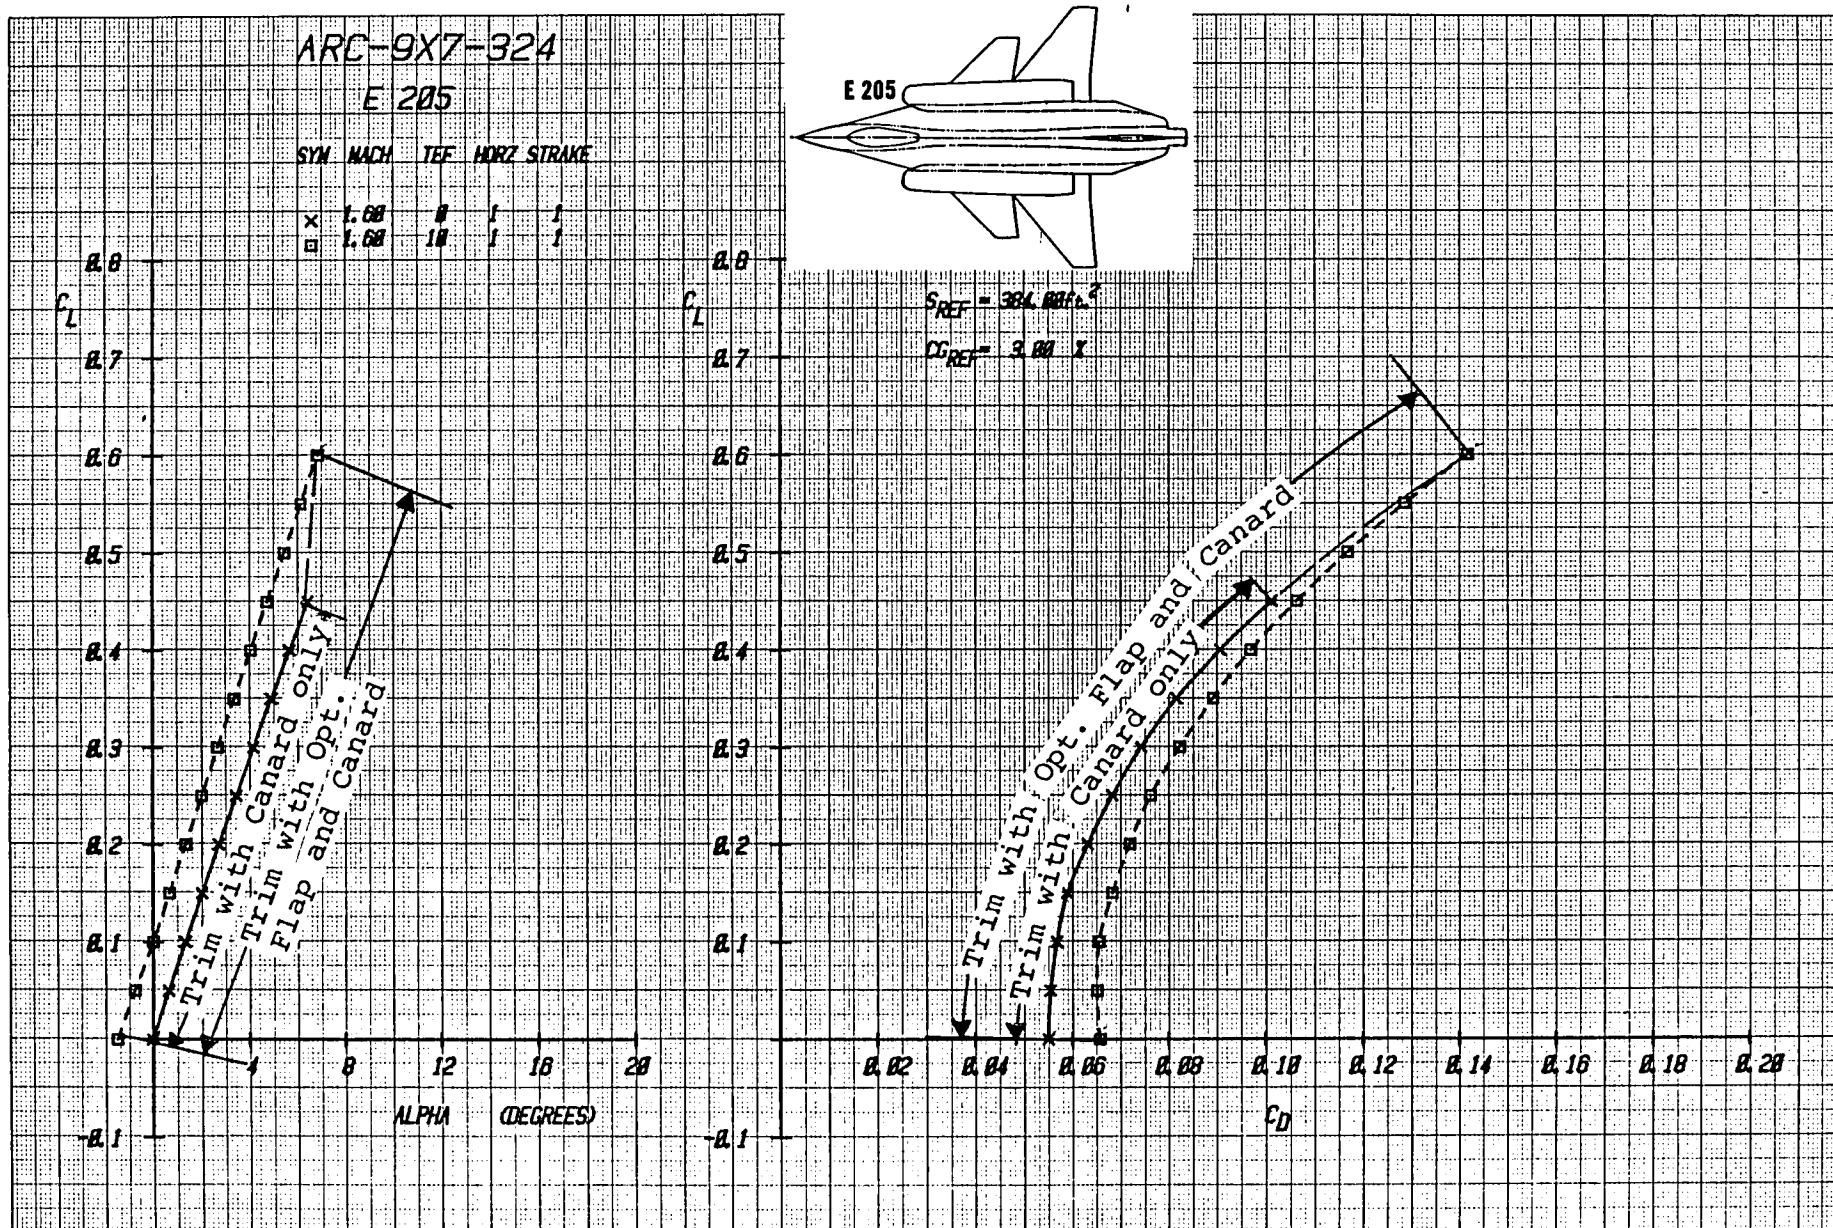 ARC-9X7-324
E 205
E 205
SYM MACH TEF HORZ STRAKE
× 1.60 0 1 1
□ 1.60 10 1 1
S_REF = 384.00ft.²
CG_REF = 3.00 %
C_L
0.8
0.7
0.6
0.5
0.4
0.3
0.2
0.1
-0.1
4 8 12 16 20
ALPHA (DEGREES)
Trim with Canard only
Trim with Opt.
Flap and Canard
C_L
0.8
0.7
0.6
0.5
0.4
0.3
0.2
0.1
-0.1
0.02 0.04 0.06 0.08 0.10 0.12 0.14 0.16 0.18 0.20
C_D
Trim with Opt. Flap and Canard
Trim with Canard only